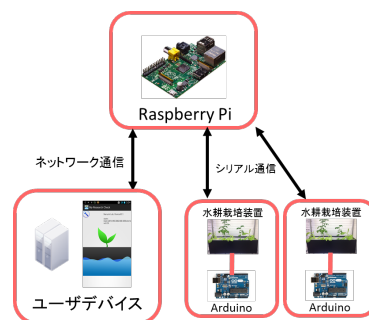 Raspberry Pi
ネットワーク通信
シリアル通信
水耕栽培装置
水耕栽培装置
ユーザデバイス
Arduino
Arduino